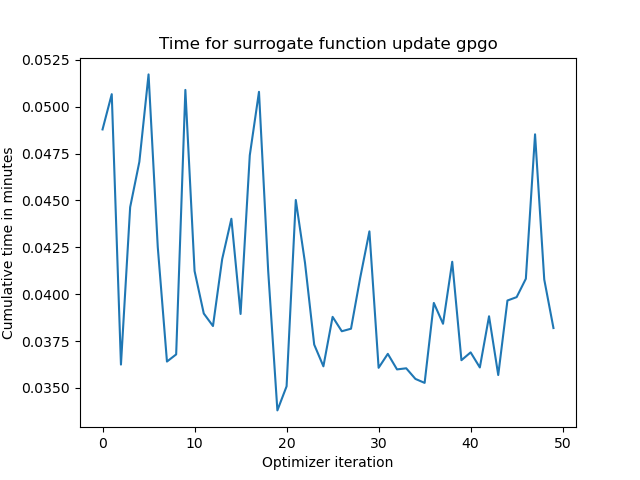 Time for surrogate function update gpgo
Cumulative time in minutes
0.0525
0.0500
0.0475
0.0450
0.0425
0.0400
0.0375
0.0350
0 10 20 30 40 50
Optimizer iteration